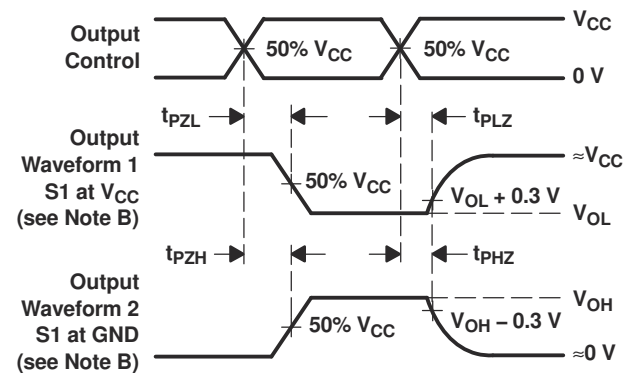 Output
Control
50% VCC
50% VCC
VCC
0 V
tPZL
tPLZ
Output
Waveform 1
S1 at VCC
(see Note B)
50% VCC
≈VCC
VOL + 0.3 V
VOL
tPZH
tPHZ
Output
Waveform 2
S1 at GND
(see Note B)
50% VCC
VOH
VOH − 0.3 V
≈0 V